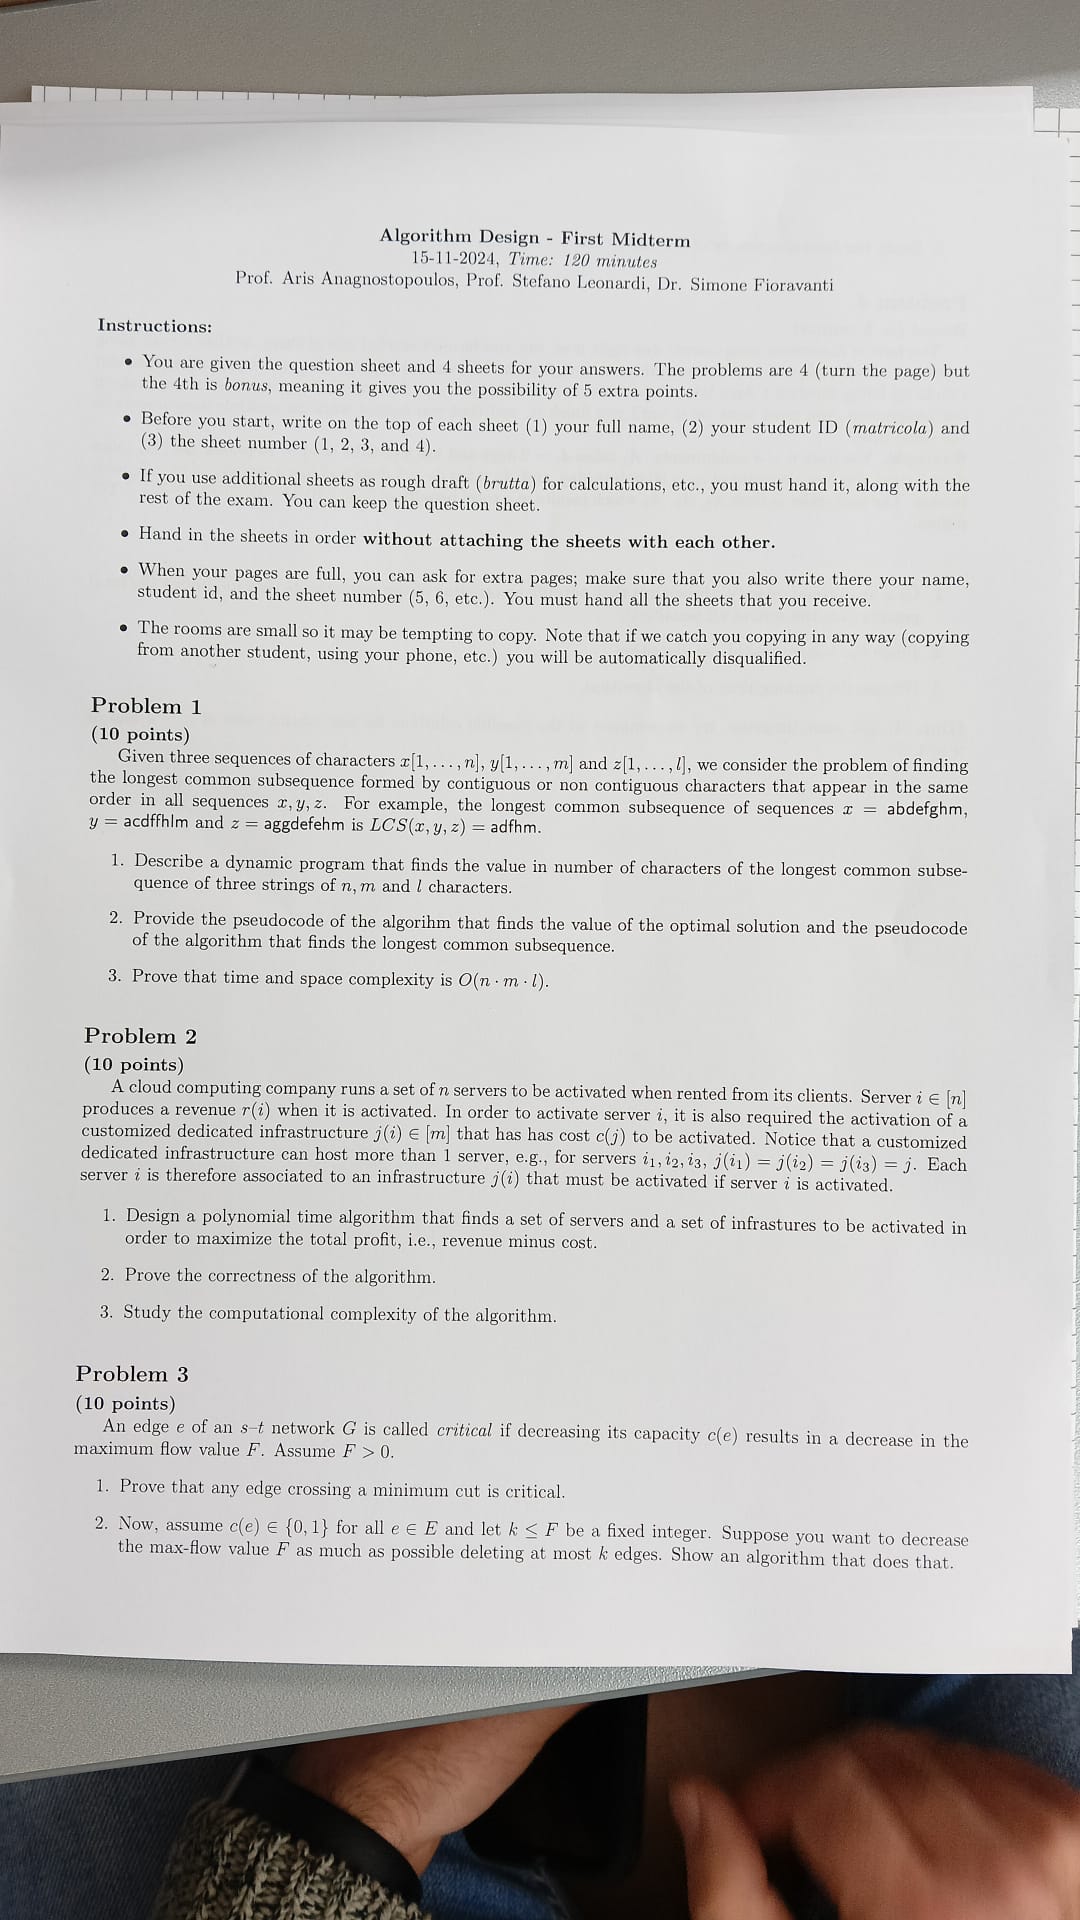 Algorithm Design - First Midterm
15-11-2024, Time: 120 minutes
Prof. Aris Anagnostopoulos, Prof. Stefano Leonardi, Dr. Simone Fioravanti
Instructions:
• You are given the question sheet and 4 sheets for your answers. The problems are 4 (turn the page) but
the 4th is bonus, meaning it gives you the possibility of 5 extra points.
• Before you start, write on the top of each sheet (1) your full name, (2) your student ID (matricola) and
(3) the sheet number (1, 2, 3, and 4).
• If you use additional sheets as rough draft (brutta) for calculations, etc., you must hand it, along with the
rest of the exam. You can keep the question sheet.
• Hand in the sheets in order without attaching the sheets with each other.
• When your pages are full, you can ask for extra pages; make sure that you also write there your name,
student id, and the sheet number (5, 6, etc.). You must hand all the sheets that you receive.
• The rooms are small so it may be tempting to copy. Note that if we catch you copying in any way (copying
from another student, using your phone, etc.) you will be automatically disqualified.
Problem 1
(10 points)
Given three sequences of characters x[1, . . . , n], y[1, . . . , m] and z[1, . . . , l], we consider the problem of finding
the longest common subsequence formed by contiguous or non contiguous characters that appear in the same
order in all sequences x, y, z. For example, the longest common subsequence of sequences x = abdefghm,
y = acdffhlm and z = aggdefehm is LCS(x, y, z) = adfhm.
1. Describe a dynamic program that finds the value in number of characters of the longest common subse-
quence of three strings of n, m and l characters.
2. Provide the pseudocode of the algorihm that finds the value of the optimal solution and the pseudocode
of the algorithm that finds the longest common subsequence.
3. Prove that time and space complexity is O(n · m · l).
Problem 2
(10 points)
A cloud computing company runs a set of n servers to be activated when rented from its clients. Server i ∈ [n]
produces a revenue r(i) when it is activated. In order to activate server i, it is also required the activation of a
customized dedicated infrastructure j(i) ∈ [m] that has has cost c(j) to be activated. Notice that a customized
dedicated infrastructure can host more than 1 server, e.g., for servers i₁, i₂, i₃, j(i₁) = j(i₂) = j(i₃) = j. Each
server i is therefore associated to an infrastructure j(i) that must be activated if server i is activated.
1. Design a polynomial time algorithm that finds a set of servers and a set of infrastures to be activated in
order to maximize the total profit, i.e., revenue minus cost.
2. Prove the correctness of the algorithm.
3. Study the computational complexity of the algorithm.
Problem 3
(10 points)
An edge e of an s–t network G is called critical if decreasing its capacity c(e) results in a decrease in the
maximum flow value F. Assume F > 0.
1. Prove that any edge crossing a minimum cut is critical.
2. Now, assume c(e) ∈ {0, 1} for all e ∈ E and let k ≤ F be a fixed integer. Suppose you want to decrease
the max-flow value F as much as possible deleting at most k edges. Show an algorithm that does that.